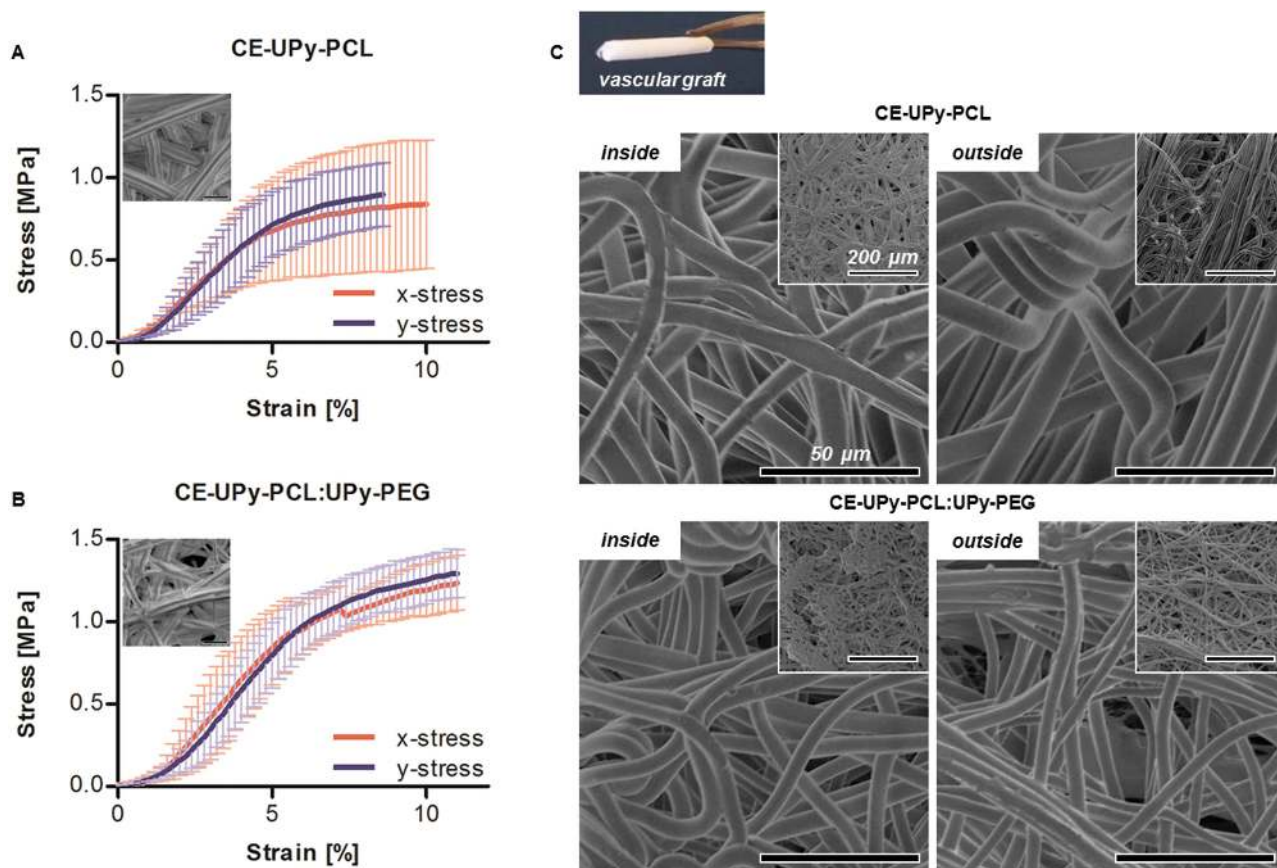 A
CE-UPy-PCL
Stress [MPa]
1.5
1.0
0.5
0.0
x-stress
y-stress
0
5
10
Strain [%]
B
CE-UPy-PCL:UPy-PEG
Stress [MPa]
1.5
1.0
0.5
0.0
x-stress
y-stress
0
5
10
Strain [%]
C
vascular graft
CE-UPy-PCL
inside
200 µm
50 µm
outside
CE-UPy-PCL:UPy-PEG
inside
outside